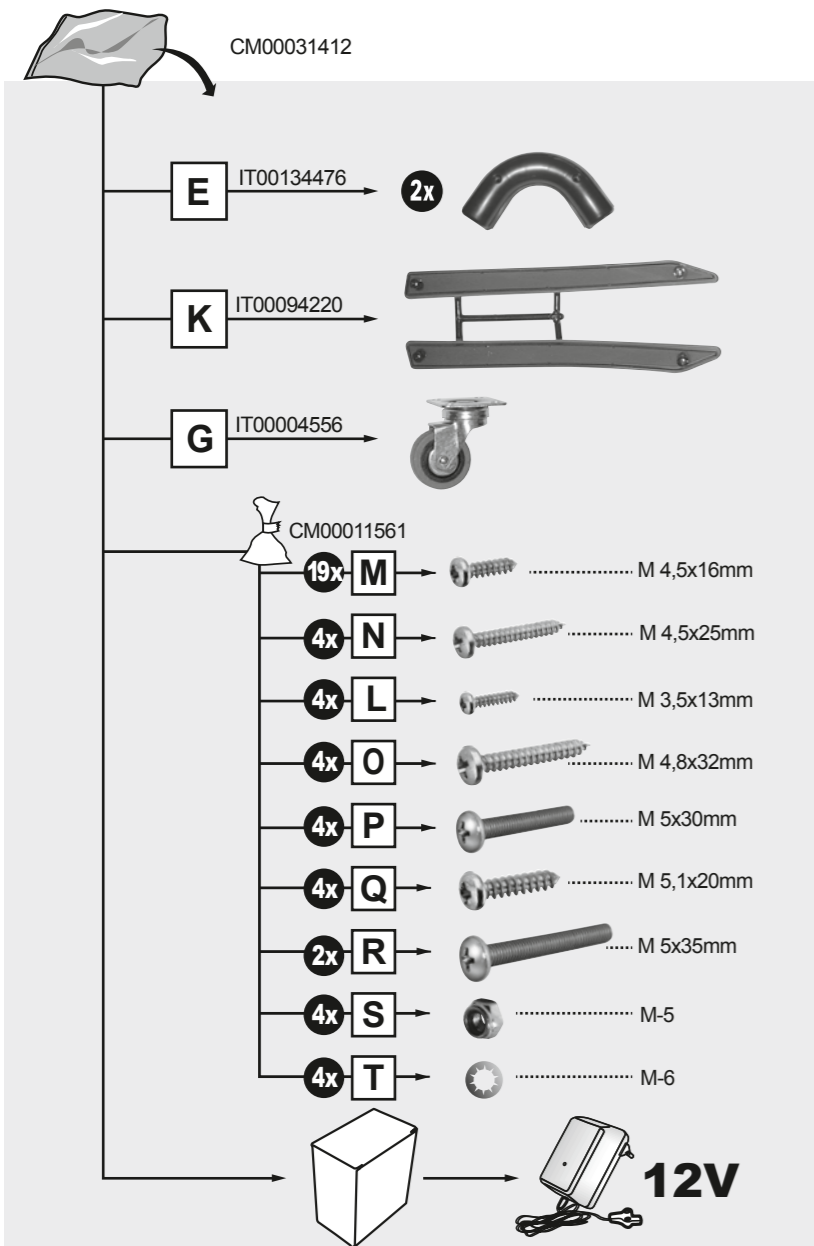 CM00031412
E IT00134476 2x
K IT00094220
G IT00004556
CM00011561
19x M M 4,5x16mm
4x N M 4,5x25mm
4x L M 3,5x13mm
4x O M 4,8x32mm
4x P M 5x30mm
4x Q M 5,1x20mm
2x R M 5x35mm
4x S M-5
4x T M-6
12V